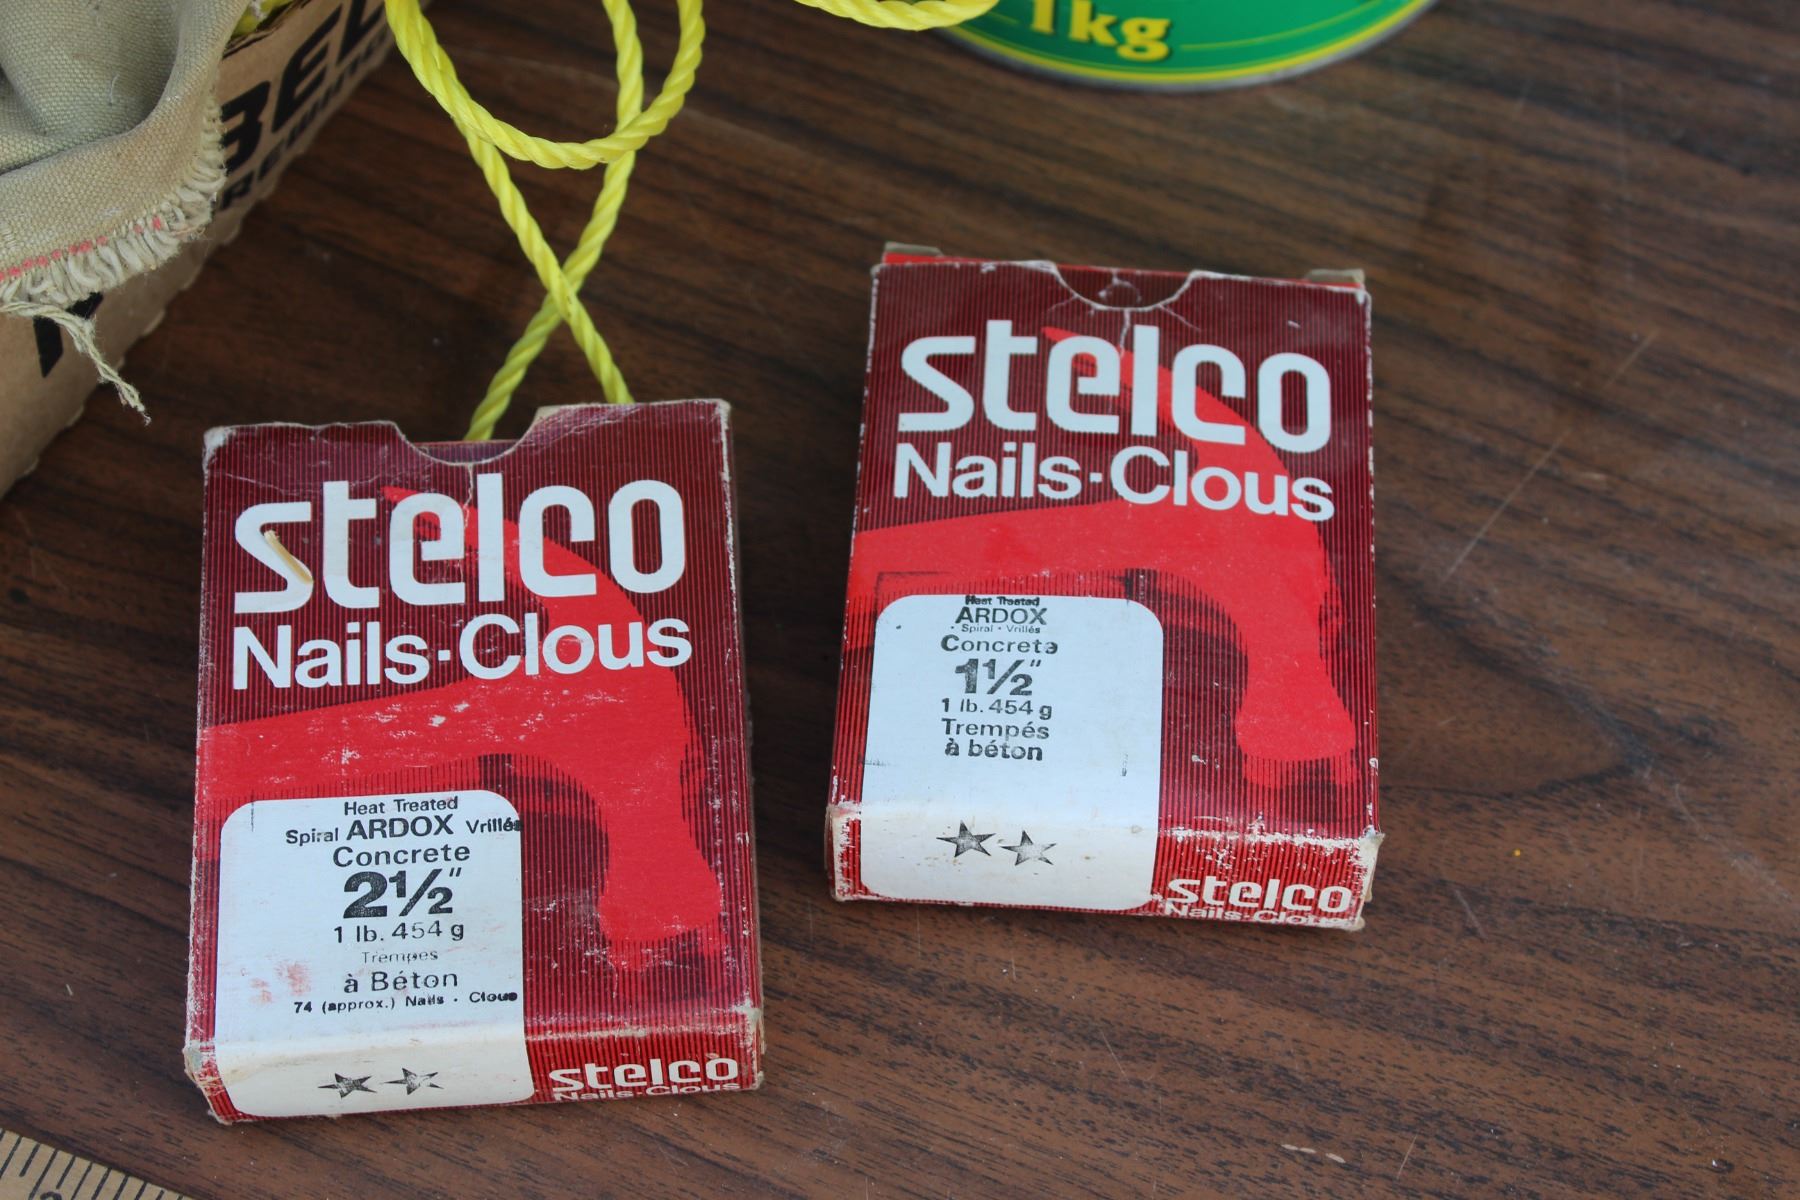 1kg
BEL
stelco
Nails·Clous
Heat Treated
Spiral ARDOX Vrillés
Concrete
2½"
1 lb. 454 g
Trempes
à Béton
74 (approx.) Nails · Clous
stelco
Nails·Clous
stelco
Nails·Clous
Heat Treated
ARDOX
· Spiral · Vrillés
Concrete
1½"
1 lb. 454 g
Trempés
à béton
stelco
Nails·Clous